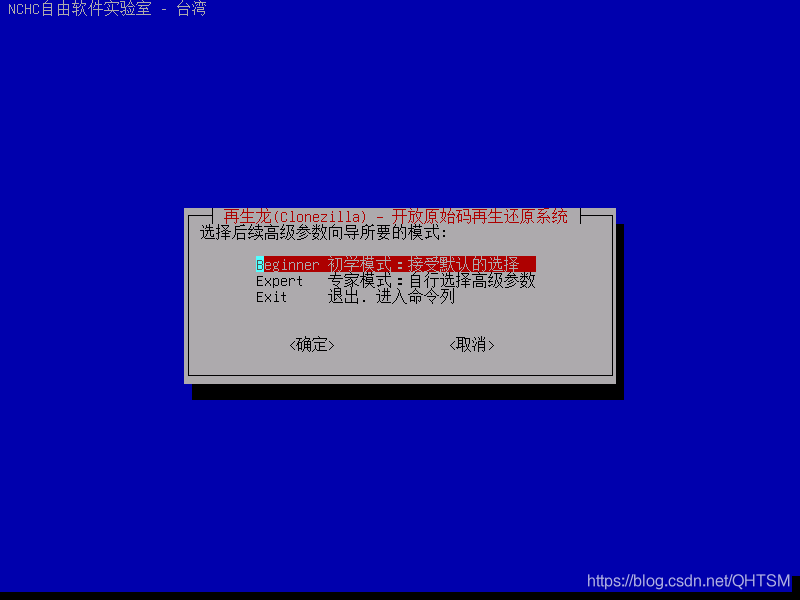 NCHC自由软件实验室 - 台湾
再生龙(Clonezilla) - 开放原始码再生还原系统
选择后续高级参数向导所要的模式:
Beginner 初学模式:接受默认的选择
Expert 专家模式:自行选择高级参数
Exit 退出. 进入命令列
<确定> <取消>
https://blog.csdn.net/QHTSM